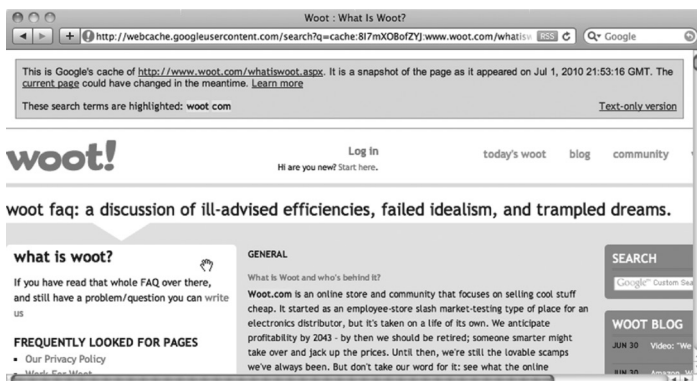 Woot : What Is Woot?
http://webcache.googleusercontent.com/search?q=cache:8I7mXOBofZYJ:www.woot.com/whatisw RSS Google
This is Google's cache of http://www.woot.com/whatiswoot.aspx. It is a snapshot of the page as it appeared on Jul 1, 2010 21:53:16 GMT. The
current page could have changed in the meantime. Learn more
These search terms are highlighted: woot com
Text-only version
woot!
Log in
Hi are you new? Start here.
today's woot blog community
woot faq: a discussion of ill-advised efficiencies, failed idealism, and trampled dreams.
what is woot?
If you have read that whole FAQ over there,
and still have a problem/question you can write
us
FREQUENTLY LOOKED FOR PAGES
Our Privacy Policy
Work For Woot
GENERAL
What is Woot and who's behind it?
Woot.com is an online store and community that focuses on selling cool stuff
cheap. It started as an employee-store slash market-testing type of place for an
electronics distributor, but it's taken on a life of its own. We anticipate
profitability by 2043 - by then we should be retired; someone smarter might
take over and jack up the prices. Until then, we're still the lovable scamps
we've always been. But don't take our word for it: see what the online
SEARCH
Google™ Custom Sea
WOOT BLOG
JUN 30 Video: "We
JUN 30 Amazon, W